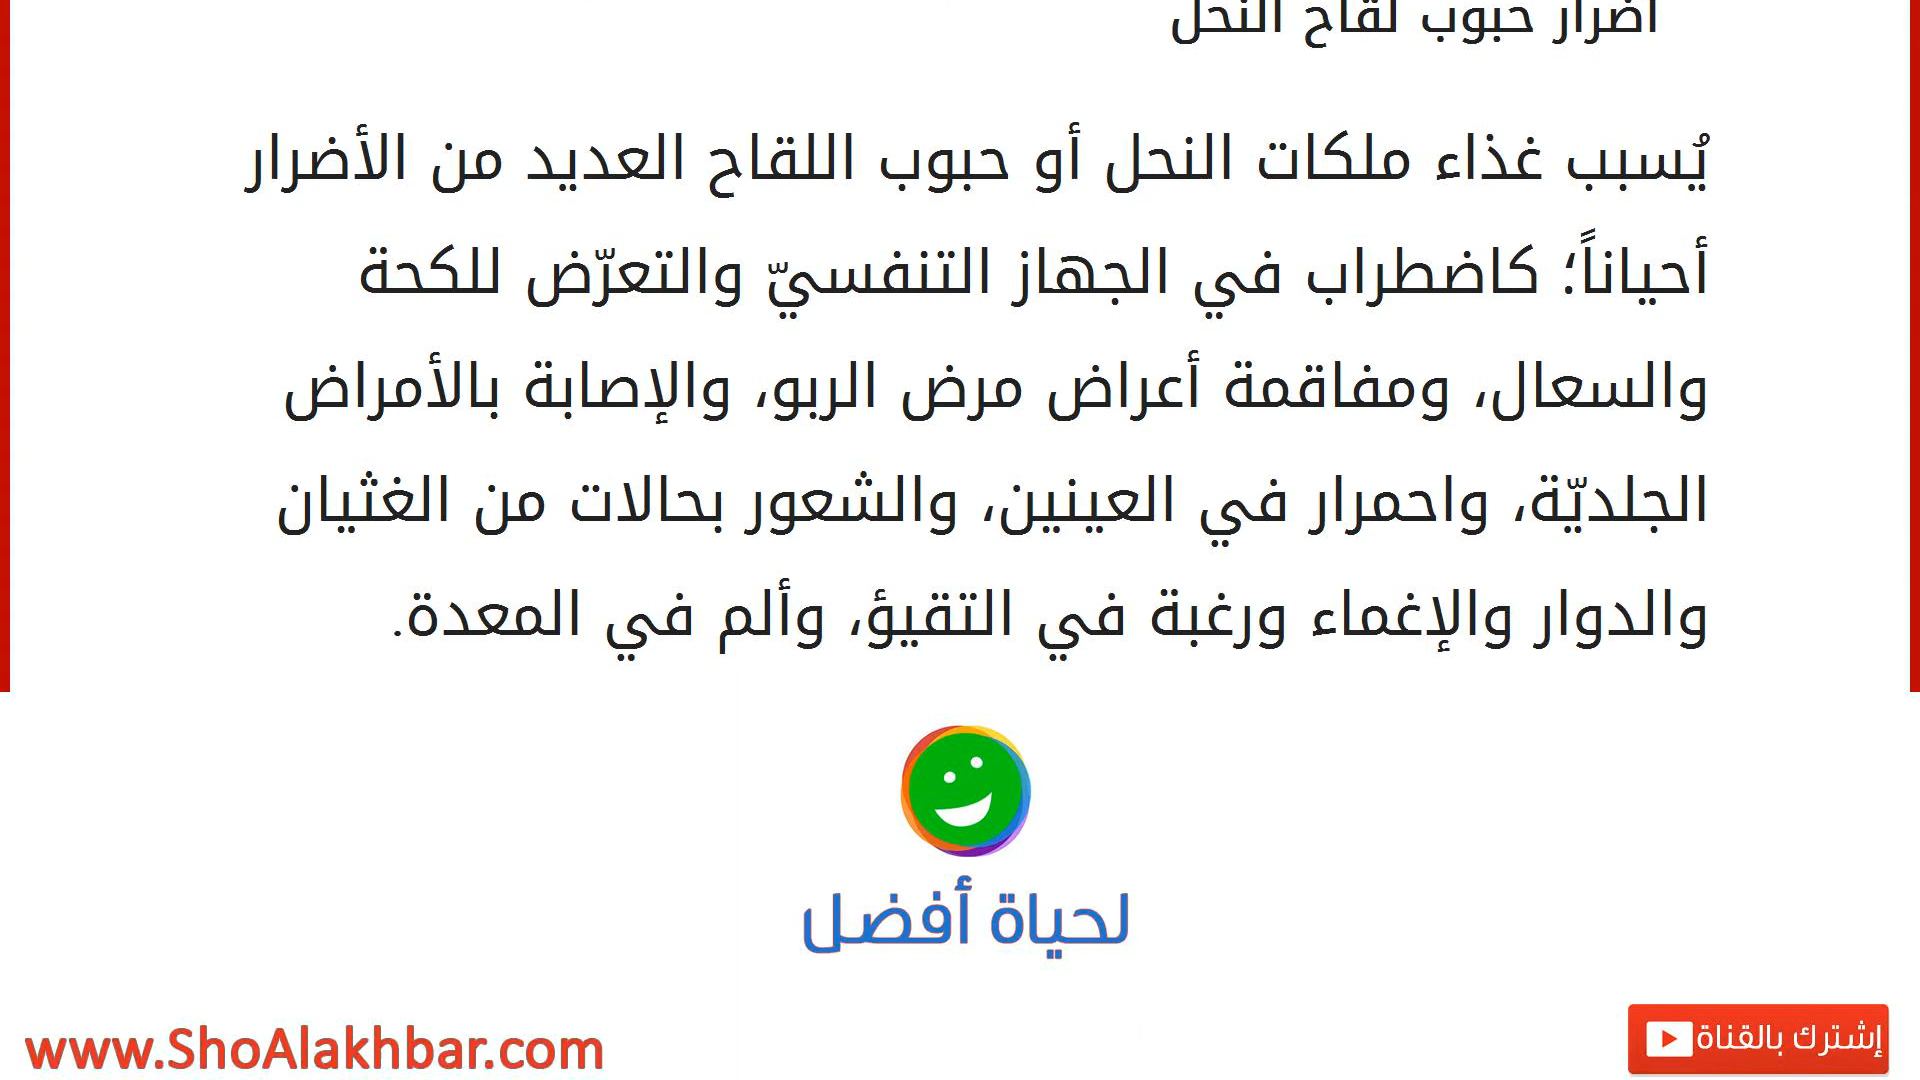 أضرار حبوب لقاح النحل
يُسبب غذاء ملكات النحل أو حبوب اللقاح العديد من الأضرار
أحياناً؛ كاضطراب في الجهاز التنفسيّ والتعرّض للكحة
والسعال، ومفاقمة أعراض مرض الربو، والإصابة بالأمراض
الجلديّة، واحمرار في العينين، والشعور بحالات من الغثيان
والدوار والإغماء ورغبة في التقيؤ، وألم في المعدة.
لحياة أفضل
www.ShoAlakhbar.com
إشترك بالقناة